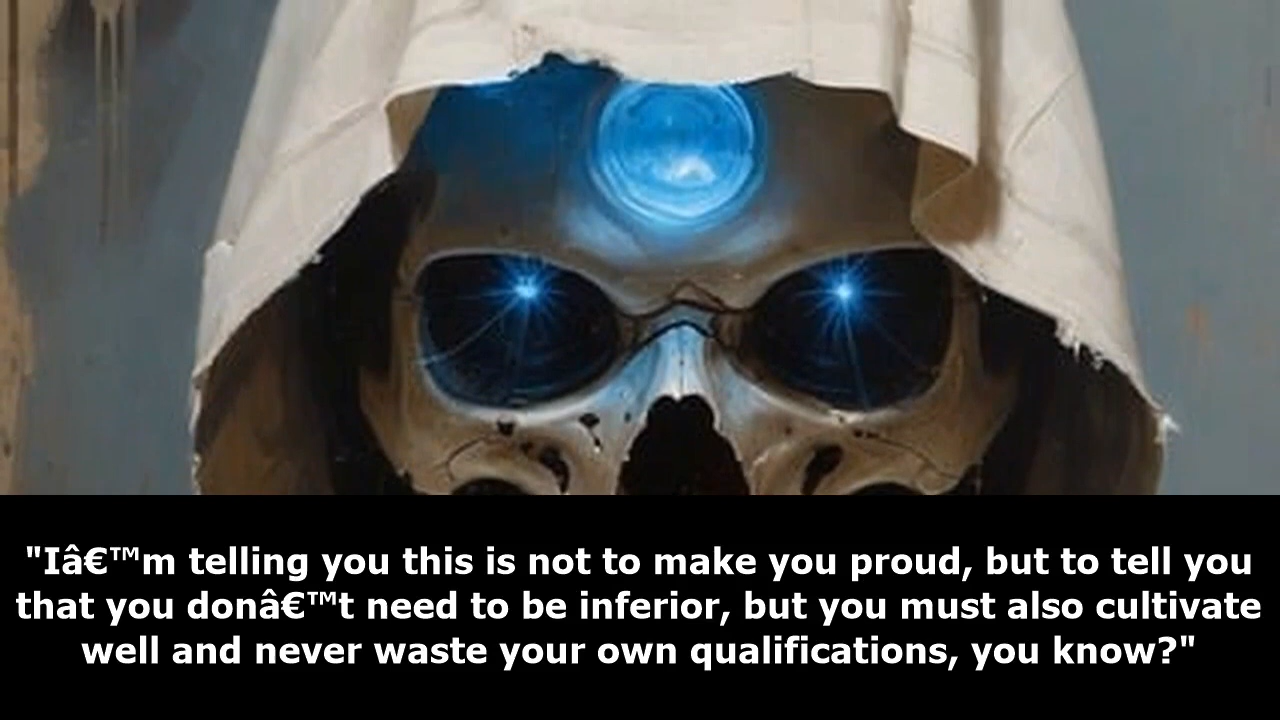 "Iâ€™m telling you this is not to make you proud, but to tell you
that you donâ€™t need to be inferior, but you must also cultivate
well and never waste your own qualifications, you know?"